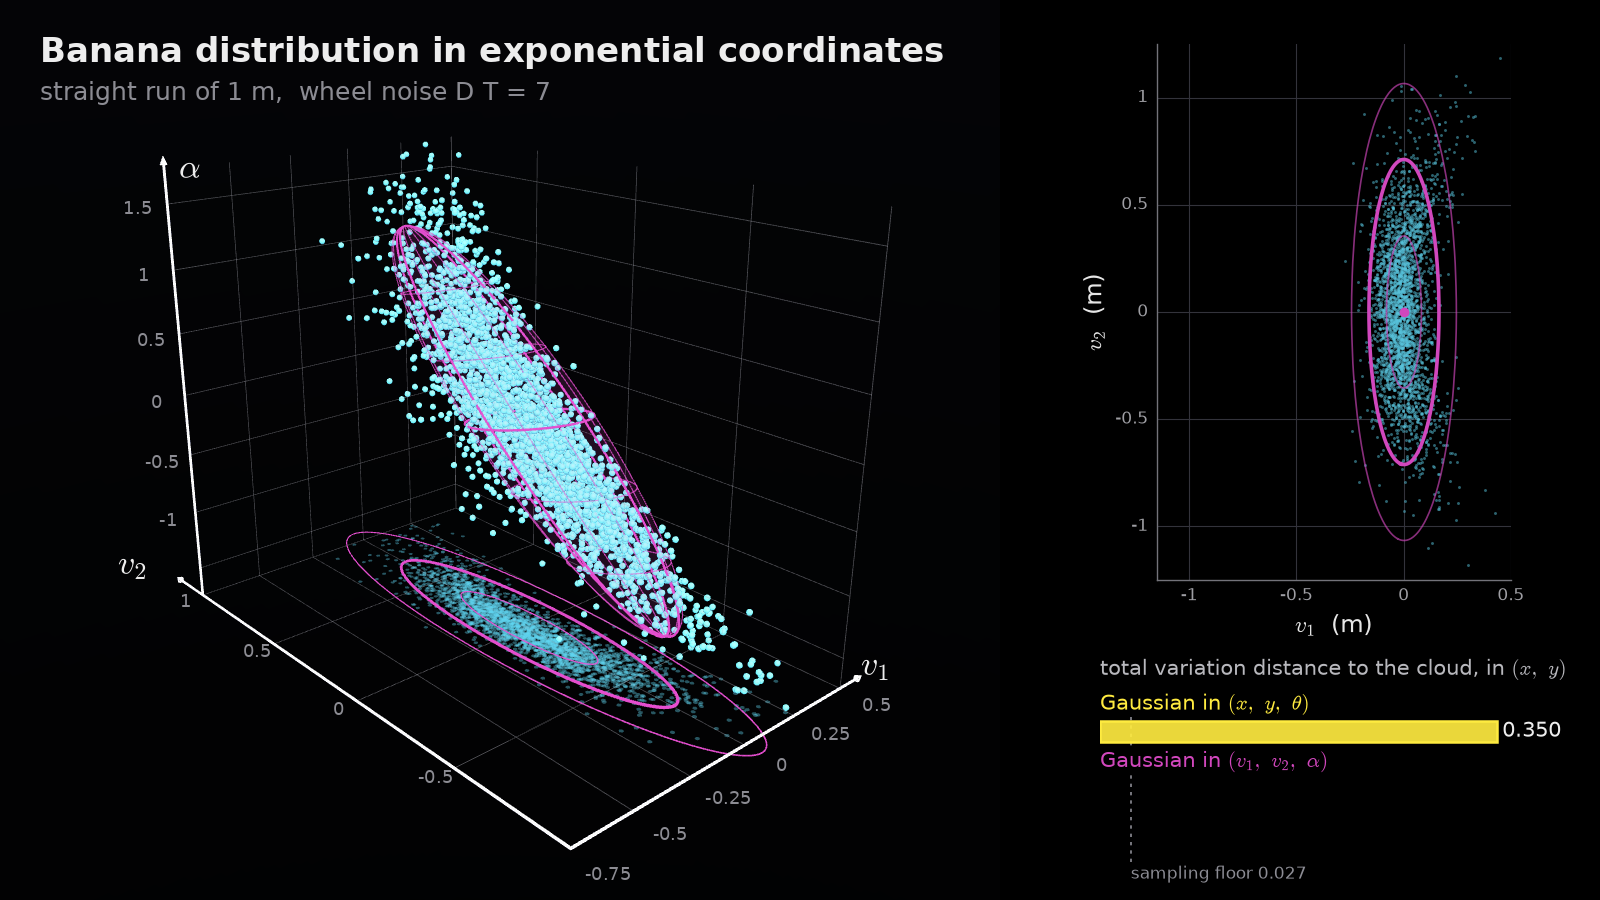 Banana distribution in exponential coordinates
straight run of 1 m, wheel noise D T = 7
α
1.5
1
0.5
0
-0.5
-1
v₂
1
0.5
0
-0.5
-0.75
-0.5
-0.25
0
0.25
0.5
v₁
1
0.5
0
-0.5
-1
v₂ (m)
-1
-0.5
0
0.5
v₁ (m)
total variation distance to the cloud, in (x, y)
Gaussian in (x, y, θ)
0.350
Gaussian in (v₁, v₂, α)
sampling floor 0.027